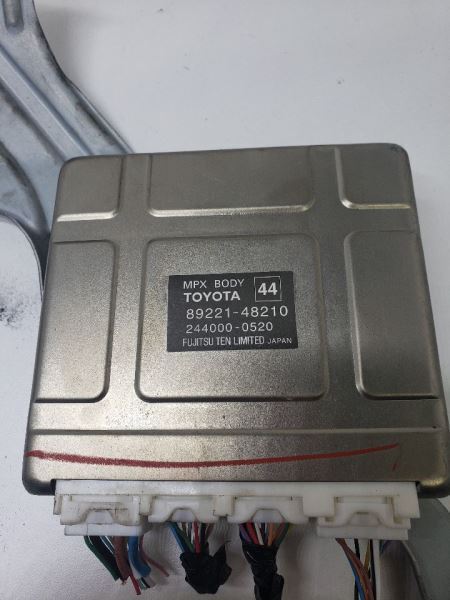 MPX BODY 44
TOYOTA
89221-48210
244000-0520
FUJITSU TEN LIMITED JAPAN